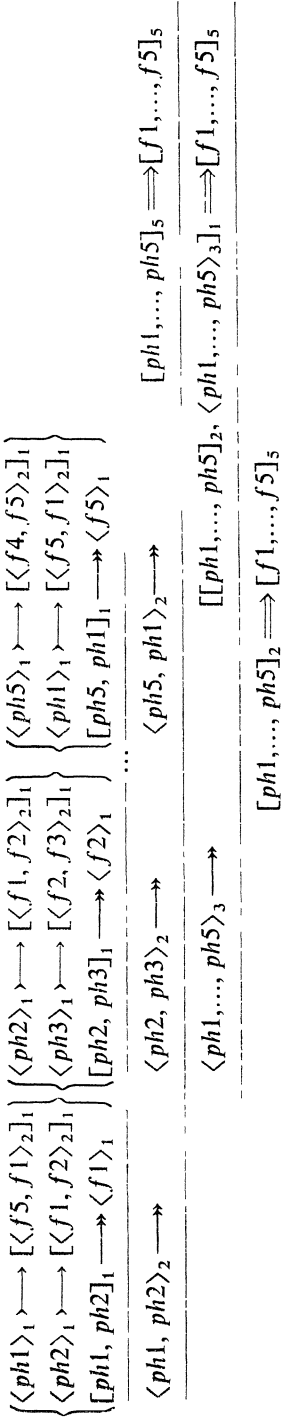 ⟨ph1⟩₁ ⟼ [⟨f5, f1⟩₂]₁ ⟨ph2⟩₁ ⟼ [⟨f1, f2⟩₂]₁ ⟨ph5⟩₁ ⟼ [⟨f4, f5⟩₂]₁
⟨ph2⟩₁ ⟼ [⟨f1, f2⟩₂]₁ ⟨ph3⟩₁ ⟼ [⟨f2, f3⟩₂]₁ ⟨ph1⟩₁ ⟼ [⟨f5, f1⟩₂]₁
[ph1, ph2]₁ ↠ ⟨f1⟩₁ [ph2, ph3]₁ ↠ ⟨f2⟩₁ ... [ph5, ph1]₁ ↠ ⟨f5⟩₁
⟨ph1, ph2⟩₂ ↠ ⟨ph2, ph3⟩₂ ↠ ⟨ph5, ph1⟩₂ ↠ [ph1,..., ph5]₅ ⟹ [f1,..., f5]₅
⟨ph1,..., ph5⟩₃ ↠ [[ph1,..., ph5]₂, ⟨ph1,..., ph5⟩₃]₁ ⟹ [f1,..., f5]₅
[ph1,..., ph5]₂ ⟹ [f1,..., f5]₅